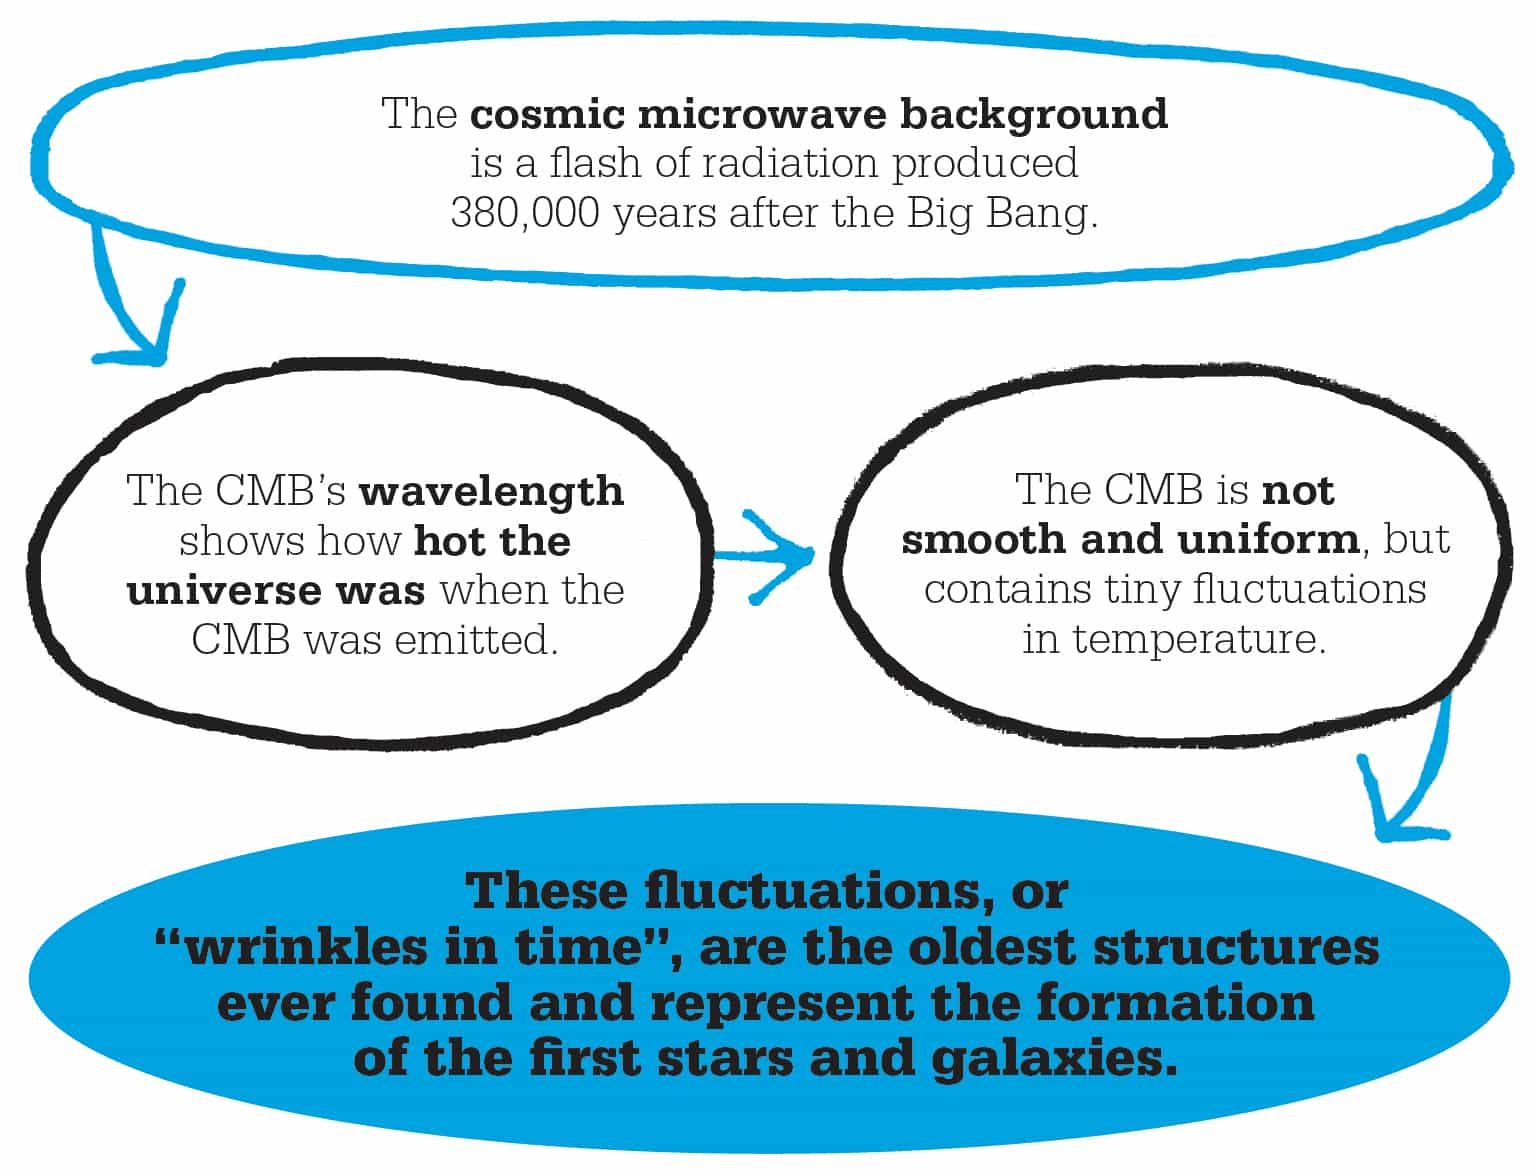 The cosmic microwave background
is a flash of radiation produced
380,000 years after the Big Bang.
The CMB’s wavelength
shows how hot the
universe was when the
CMB was emitted.
The CMB is not
smooth and uniform, but
contains tiny fluctuations
in temperature.
These fluctuations, or
“wrinkles in time”, are the oldest structures
ever found and represent the formation
of the first stars and galaxies.